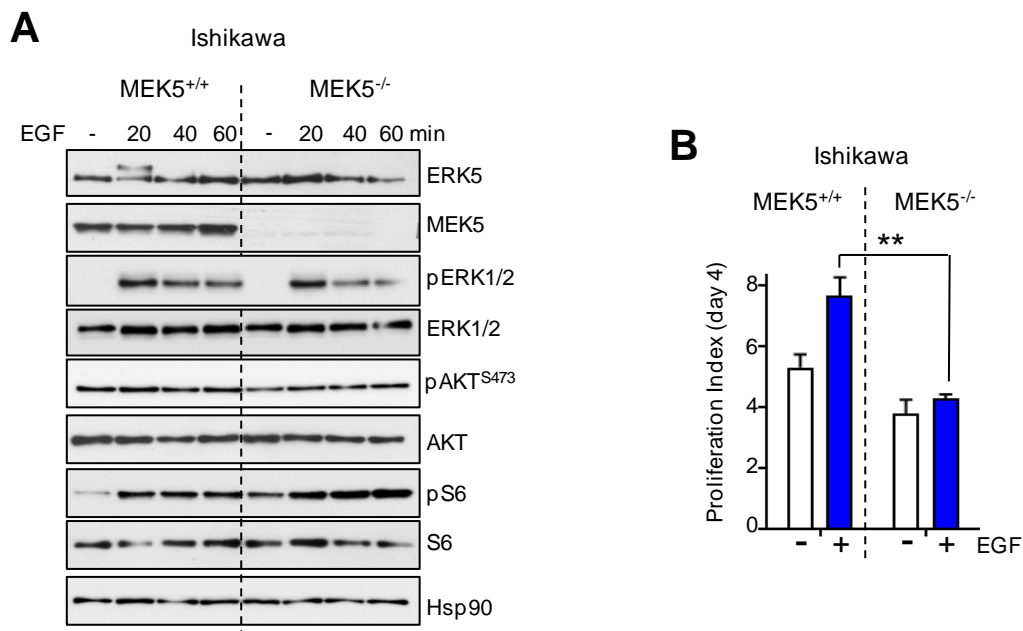 A
Ishikawa
MEK5+/+ MEK5-/-
EGF - 20 40 60 - 20 40 60 min
ERK5
MEK5
pERK1/2
ERK1/2
pAKTS473
AKT
pS6
S6
Hsp90
B
Ishikawa
MEK5+/+ MEK5-/-
**
Proliferation Index (day 4)
8
6
4
2
0
- + - + EGF